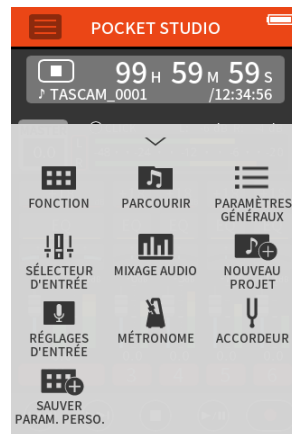 POCKET STUDIO
99 H 59 M 59 S
♪ TASCAM_0001 /12:34:56
FONCTION PARCOURIR PARAMÈTRES
GÉNÉRAUX
SÉLECTEUR MIXAGE AUDIO NOUVEAU
D'ENTRÉE PROJET
RÉGLAGES MÉTRONOME ACCORDEUR
D'ENTRÉE
SAUVER
PARAM. PERSO.